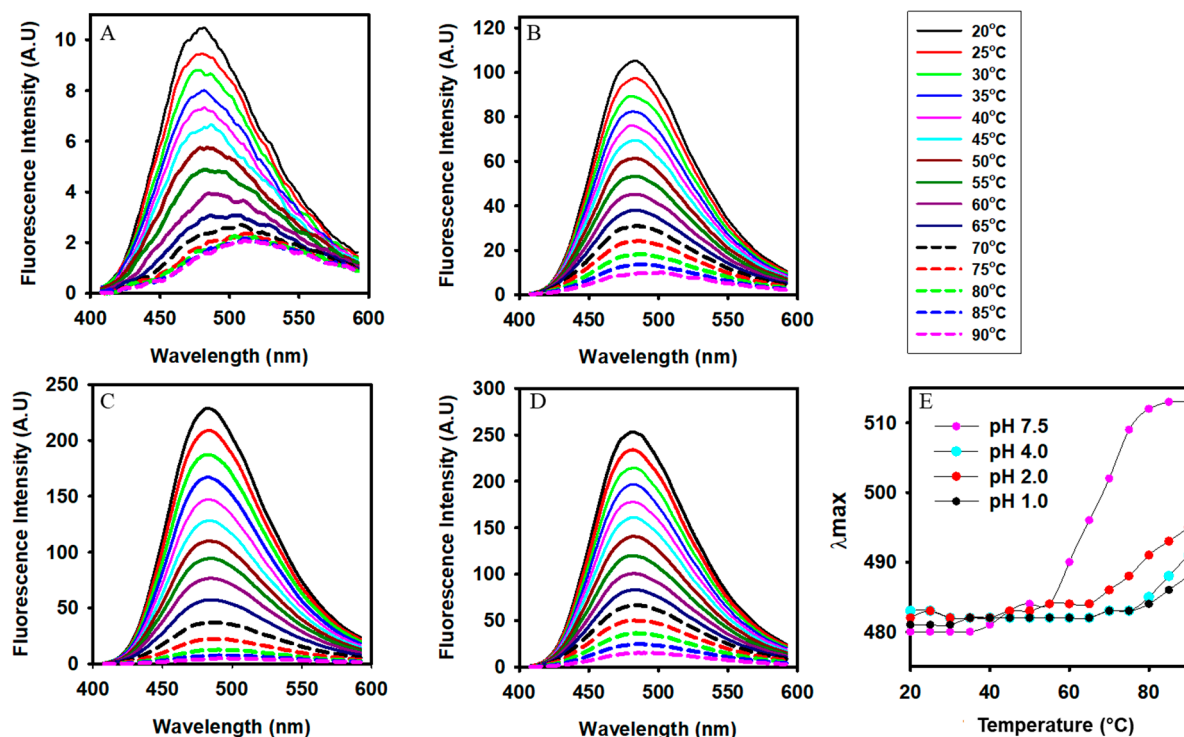 A
Fluorescence Intensity (A.U)
10
8
6
4
2
0
400
450
500
550
600
Wavelength (nm)
B
Fluorescence Intensity (A.U)
120
100
80
60
40
20
0
400
450
500
550
600
Wavelength (nm)
20°C
25°C
30°C
35°C
40°C
45°C
50°C
55°C
60°C
65°C
70°C
75°C
80°C
85°C
90°C
C
Fluorescence Intensity (A.U)
250
200
150
100
50
0
400
450
500
550
600
Wavelength (nm)
D
Fluorescence Intensity (A.U)
300
250
200
150
100
50
0
400
450
500
550
600
Wavelength (nm)
E
λmax
510
500
490
480
pH 7.5
pH 4.0
pH 2.0
pH 1.0
20
40
60
80
Temperature (°C)